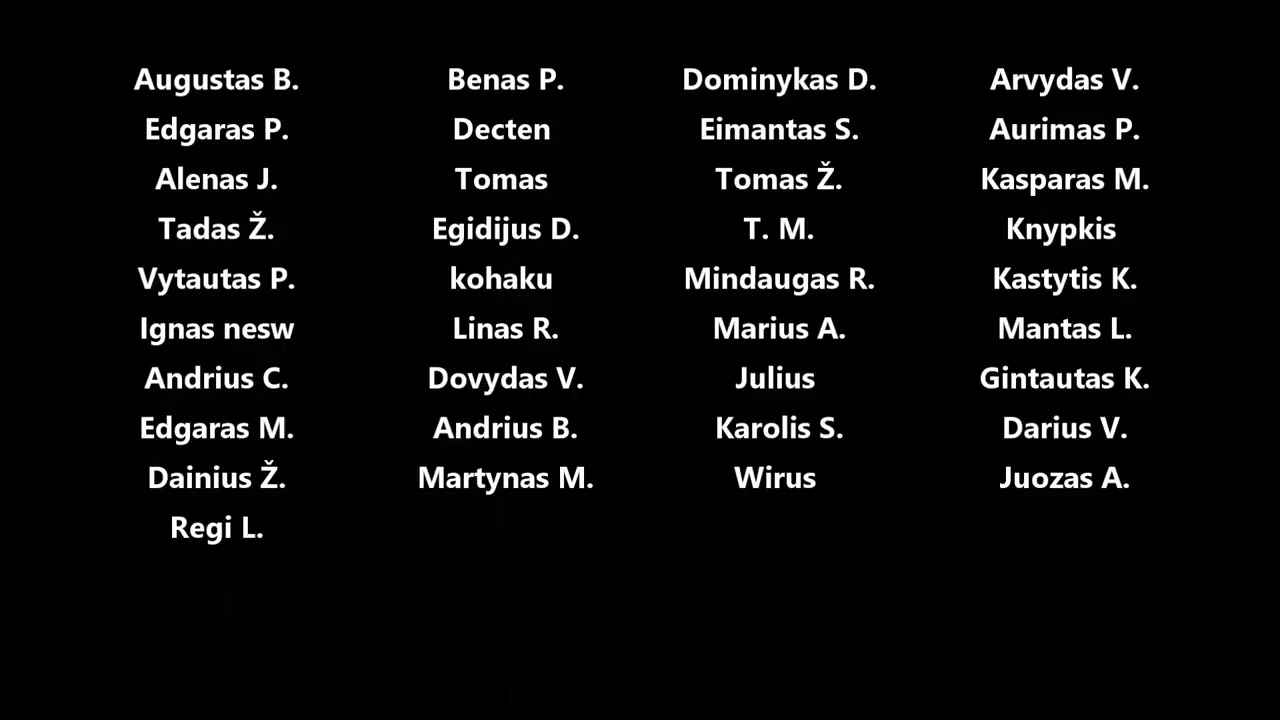 Augustas B. Benas P. Dominykas D. Arvydas V.
Edgaras P. Decten Eimantas S. Aurimas P.
Alenas J. Tomas Tomas Ž. Kasparas M.
Tadas Ž. Egidijus D. T. M. Knypkis
Vytautas P. kohaku Mindaugas R. Kastytis K.
Ignas nesw Linas R. Marius A. Mantas L.
Andrius C. Dovydas V. Julius Gintautas K.
Edgaras M. Andrius B. Karolis S. Darius V.
Dainius Ž. Martynas M. Wirus Juozas A.
Regi L.